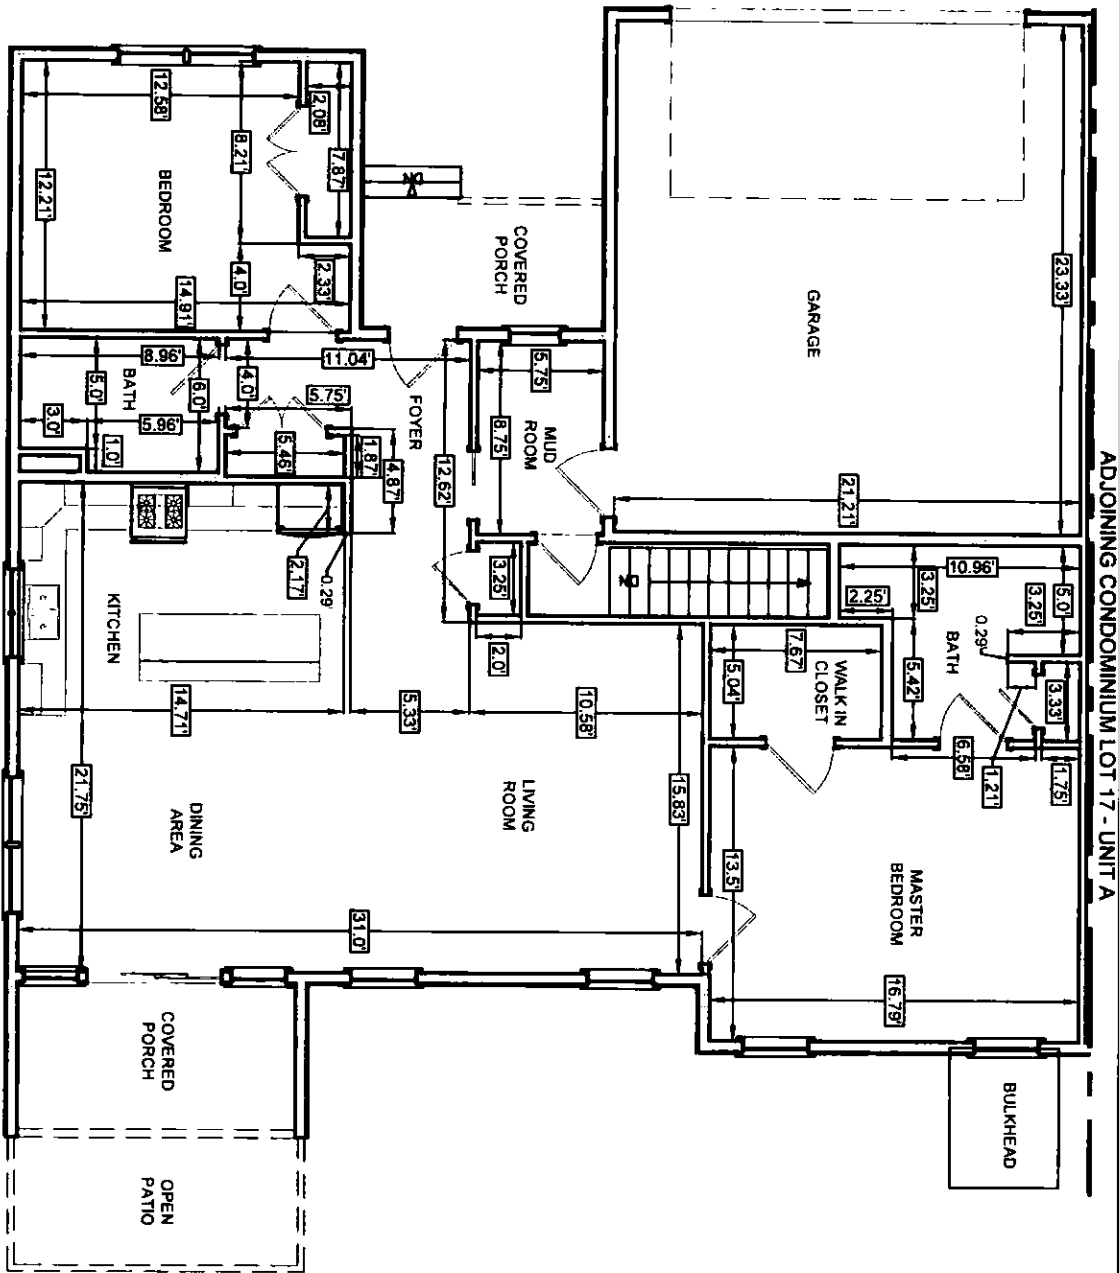 ADJOINING CONDOMINIUM LOT 17 - UNIT A
23.33'
GARAGE
21.21'
12.58'
2.08'
8.21'
7.87'
12.21'
BEDROOM
DN
COVERED
PORCH
4.0'
2.33'
14.91'
8.96'
11.04'
5.75'
5.0'
BATH
6.0'
4.0'
5.75'
FOYER
3.0'
5.96'
1.0'
5.46'
1.87'
4.87'
12.62'
8.75'
MUD
ROOM
DN
3.25'
2.0'
2.17'
0.29'
KITCHEN
14.71'
5.33'
10.58'
21.75'
DINING
AREA
LIVING
ROOM
15.83'
31.0'
10.96'
5.0'
3.25'
2.25'
3.25'
0.29'
BATH
5.42'
3.33'
7.67'
5.04'
WALK IN
CLOSET
6.58'
1.21'
1.75'
13.5'
MASTER
BEDROOM
16.79'
COVERED
PORCH
OPEN
PATIO
BULKHEAD